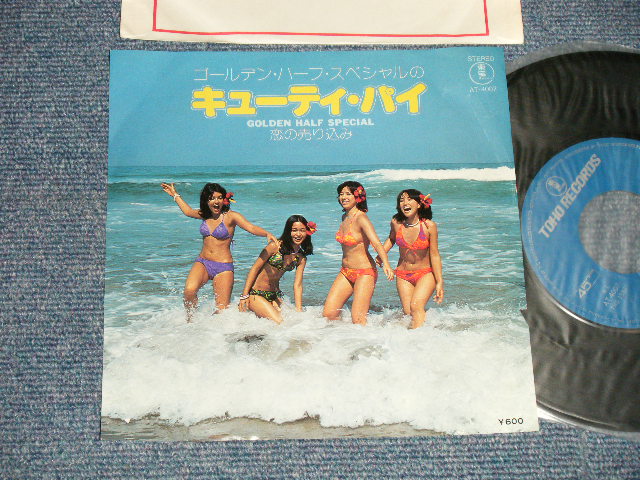 STEREO
AT-4007
ゴールデン・ハーフ・スペシャルの
キューティ・パイ
GOLDEN HALF SPECIAL
恋の売り込み
¥600
TOHO RECORDS
45